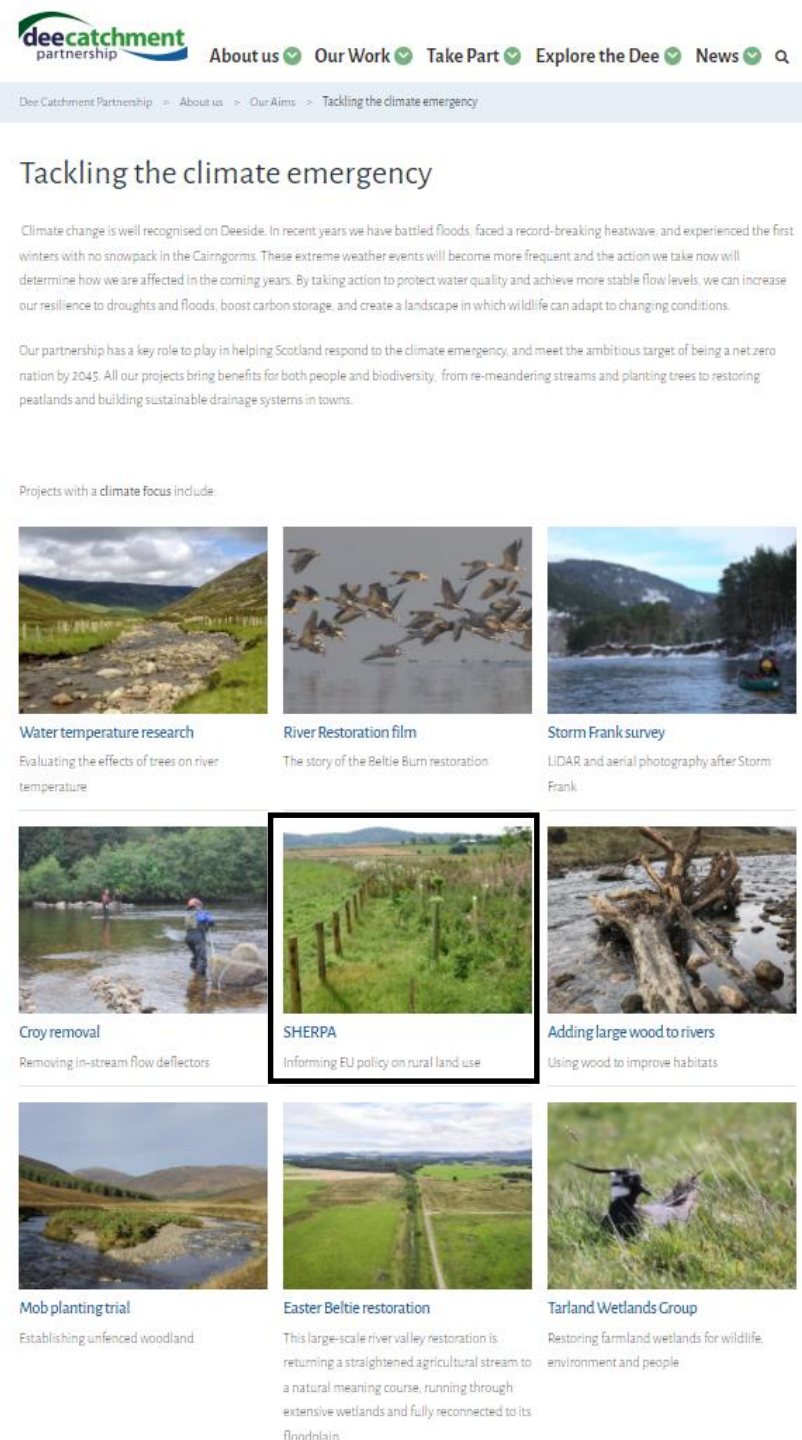 deecatchment
partnership
About us Our Work Take Part Explore the Dee News
Dee Catchment Partnership > About us > Our Aims > Tackling the climate emergency
Tackling the climate emergency
Climate change is well recognised on Deeside. In recent years we have battled floods, faced a record-breaking heatwave, and experienced the first
winters with no snowpack in the Cairngorms. These extreme weather events will become more frequent and the action we take now will
determine how we are affected in the coming years. By taking action to protect water quality and achieve more stable flow levels, we can increase
our resilience to droughts and floods, boost carbon storage, and create a landscape in which wildlife can adapt to changing conditions.
Our partnership has a key role to play in helping Scotland respond to the climate emergency, and meet the ambitious target of being a net zero
nation by 2045. All our projects bring benefits for both people and biodiversity, from re-meandering streams and planting trees to restoring
peatlands and building sustainable drainage systems in towns.
Projects with a climate focus include
Water temperature research
Evaluating the effects of trees on river
temperature
River Restoration film
The story of the Beltie Burn restoration
Storm Frank survey
LiDAR and aerial photography after Storm
Frank
Croy removal
Removing in-stream flow deflectors
SHERPA
Informing EU policy on rural land use
Adding large wood to rivers
Using wood to improve habitats
Mob planting trial
Establishing unfenced woodland
Easter Beltie restoration
This large-scale river valley restoration is
returning a straightened agricultural stream to
a natural meaning course, running through
extensive wetlands and fully reconnected to its
floodplain
Tarland Wetlands Group
Restoring farmland wetlands for wildlife,
environment and people